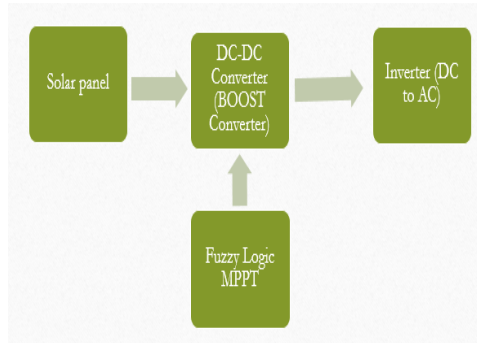 Solar panel
DC-DC
Converter
(BOOST
Converter)
Inverter (DC
to AC)
Fuzzy Logic
MPPT